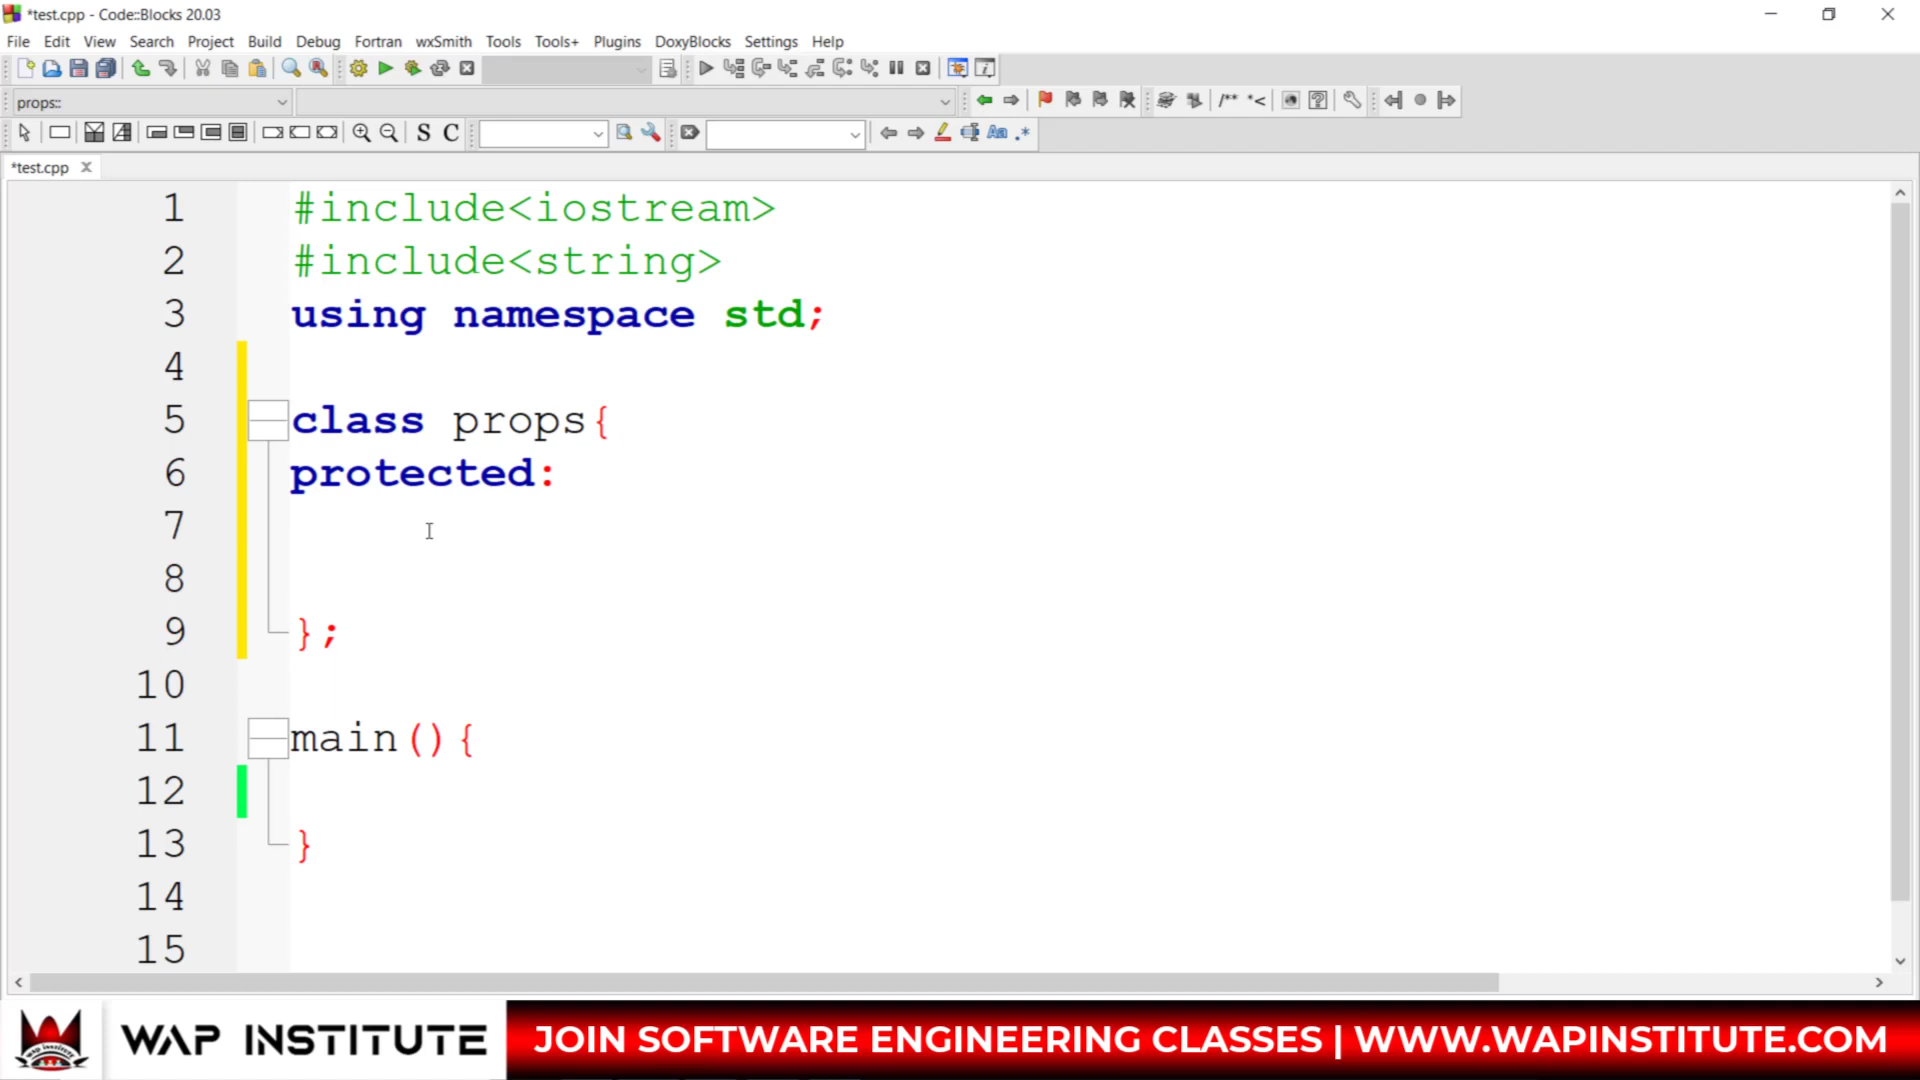 *test.cpp - Code::Blocks 20.03
File Edit View Search Project Build Debug Fortran wxSmith Tools Tools+ Plugins DoxyBlocks Settings Help
props::
/** *<
S C Aa .*
*test.cpp
1 #include<iostream>
2 #include<string>
3 using namespace std;
4
5 class props{
6 protected:
7
8
9 };
10
11 main(){
12
13 }
14
15
WAP INSTITUTE JOIN SOFTWARE ENGINEERING CLASSES | WWW.WAPINSTITUTE.COM